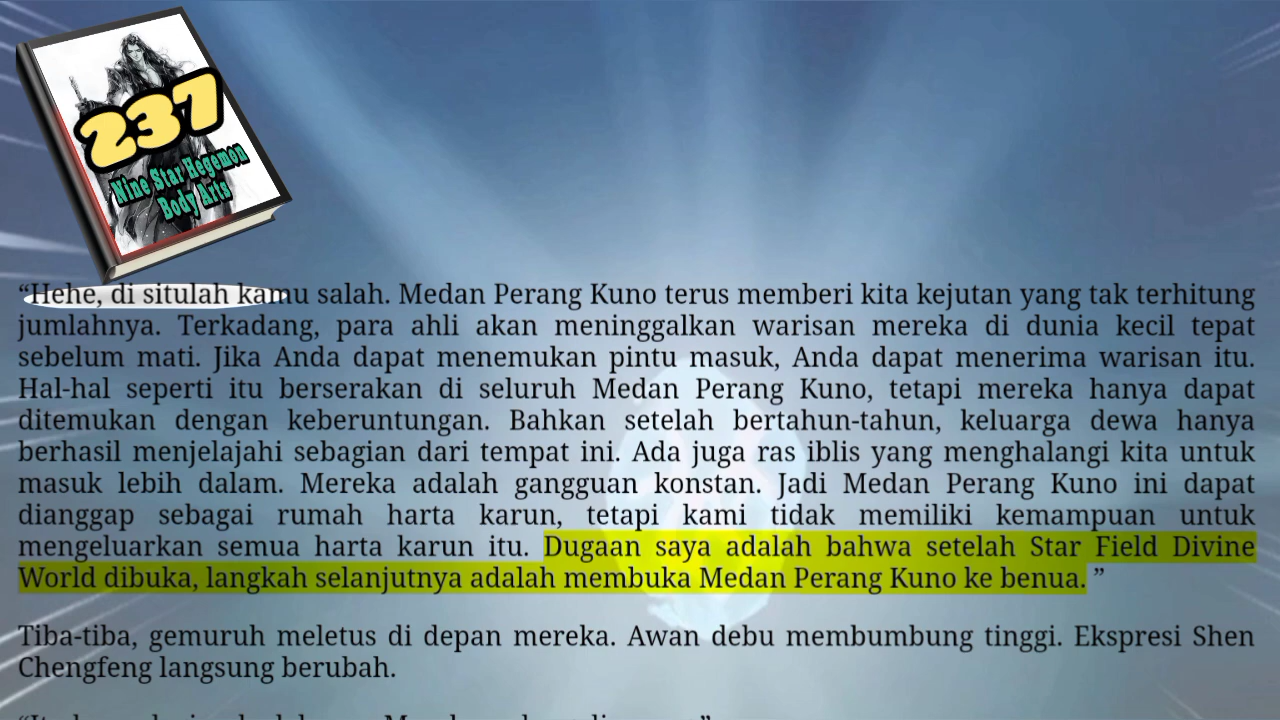 237
Nine Star Hegemon
Body Arts
“Hehe, di situlah kamu salah. Medan Perang Kuno terus memberi kita kejutan yang tak terhitung
jumlahnya. Terkadang, para ahli akan meninggalkan warisan mereka di dunia kecil tepat
sebelum mati. Jika Anda dapat menemukan pintu masuk, Anda dapat menerima warisan itu.
Hal-hal seperti itu berserakan di seluruh Medan Perang Kuno, tetapi mereka hanya dapat
ditemukan dengan keberuntungan. Bahkan setelah bertahun-tahun, keluarga dewa hanya
berhasil menjelajahi sebagian dari tempat ini. Ada juga ras iblis yang menghalangi kita untuk
masuk lebih dalam. Mereka adalah gangguan konstan. Jadi Medan Perang Kuno ini dapat
dianggap sebagai rumah harta karun, tetapi kami tidak memiliki kemampuan untuk
mengeluarkan semua harta karun itu. Dugaan saya adalah bahwa setelah Star Field Divine
World dibuka, langkah selanjutnya adalah membuka Medan Perang Kuno ke benua. ”
Tiba-tiba, gemuruh meletus di depan mereka. Awan debu membumbung tinggi. Ekspresi Shen
Chengfeng langsung berubah.